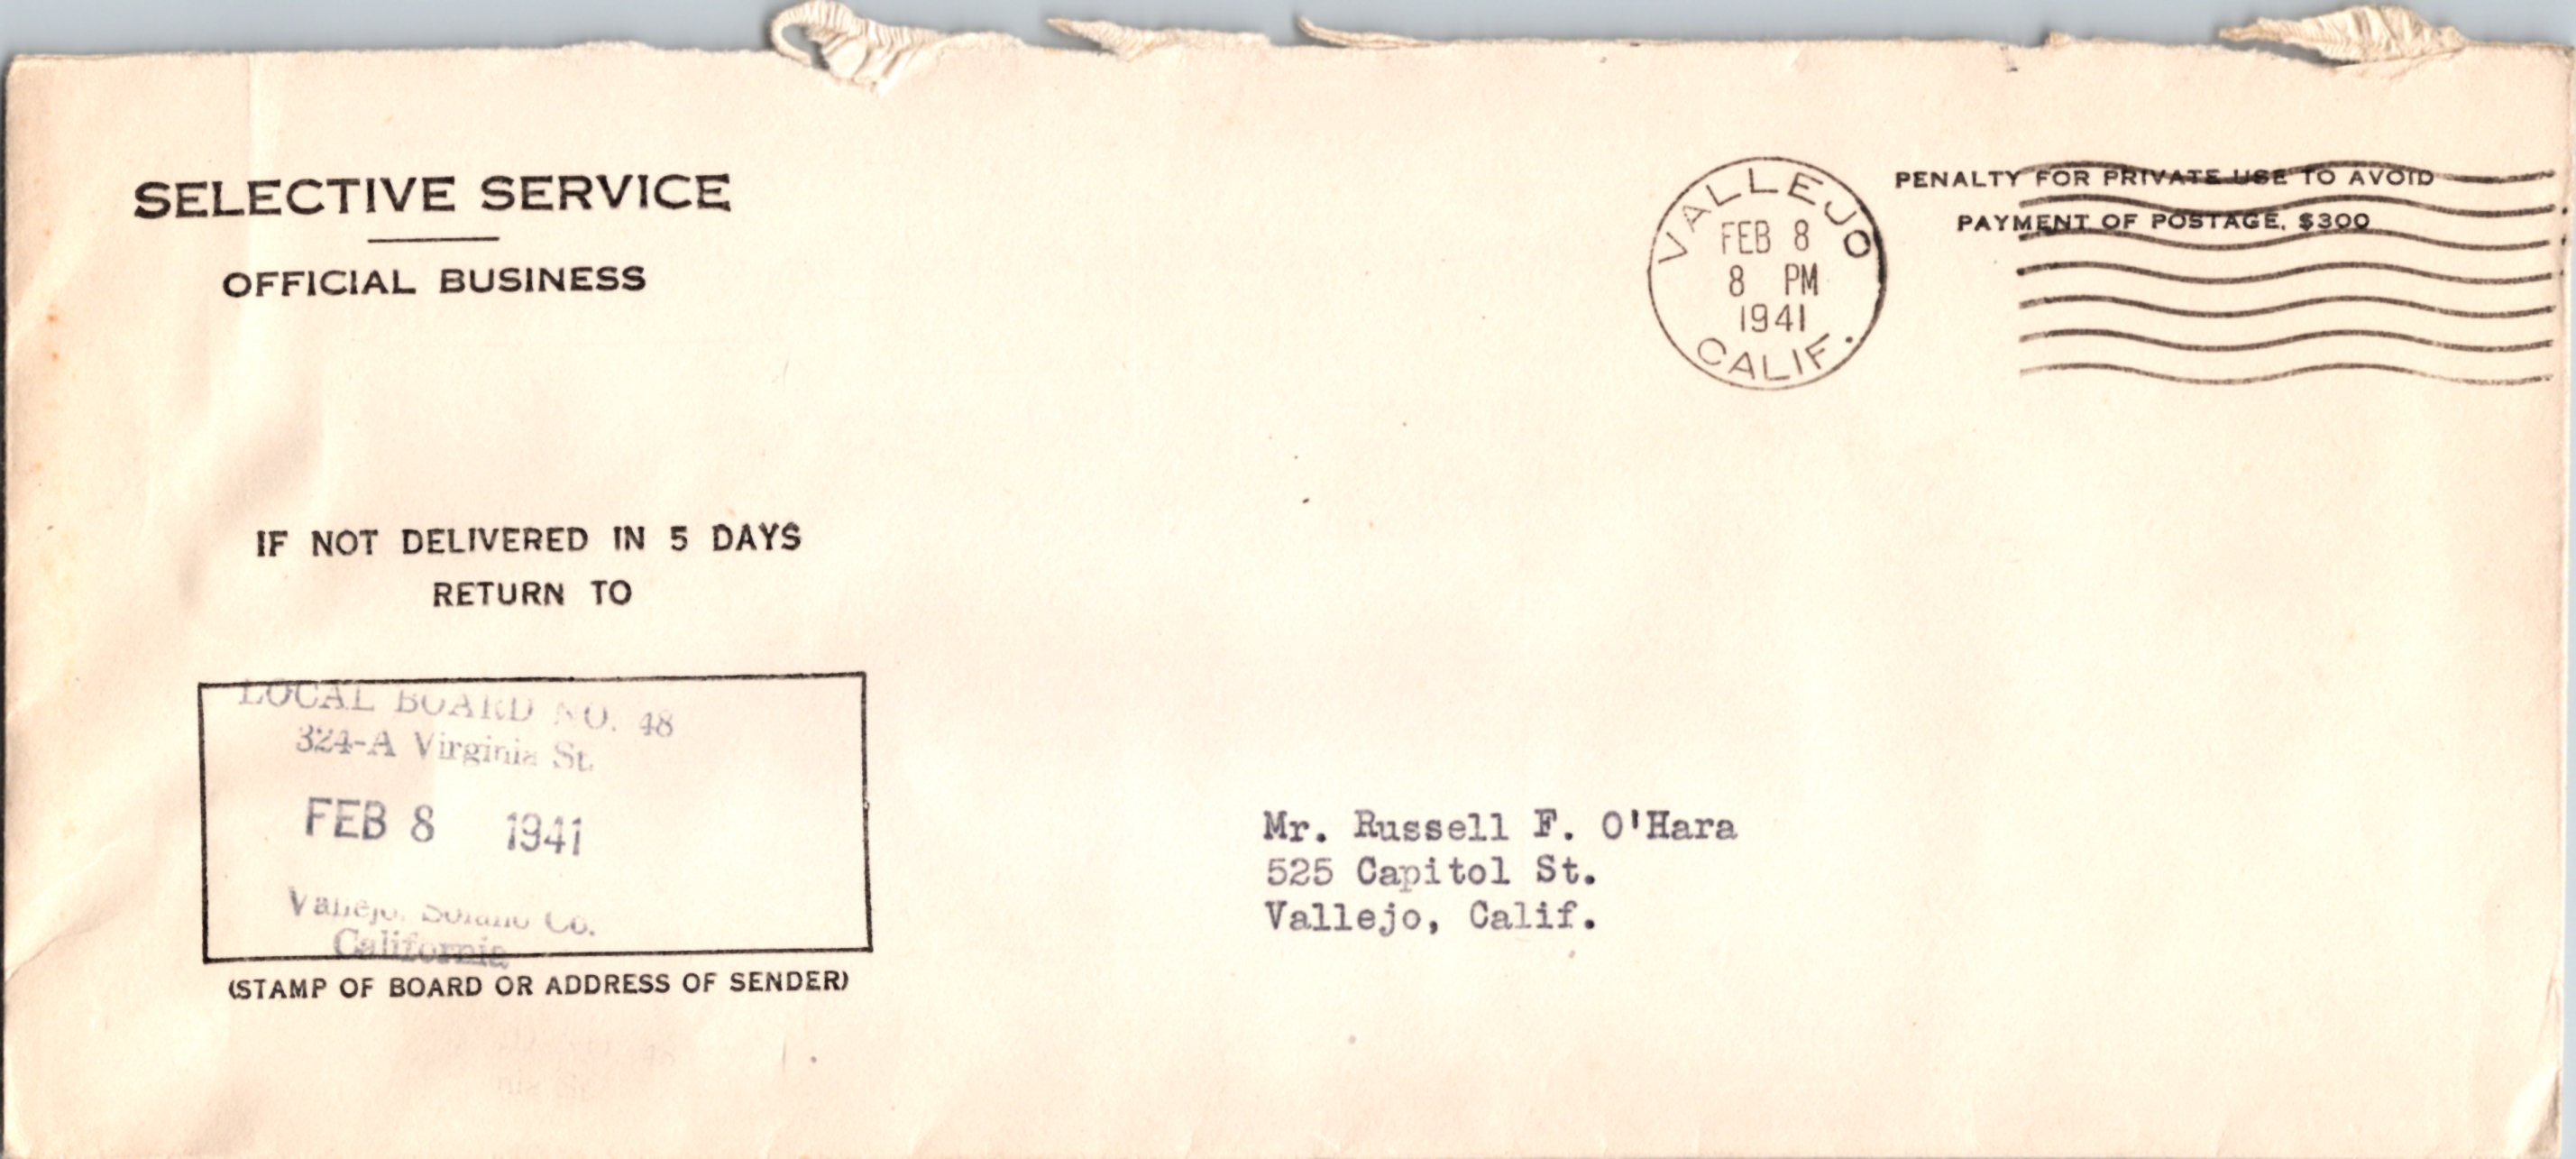 SELECTIVE SERVICE
OFFICIAL BUSINESS
VALLEJO
FEB 8
8 PM
1941
CALIF.
PENALTY FOR PRIVATE USE TO AVOID
PAYMENT OF POSTAGE, $300
IF NOT DELIVERED IN 5 DAYS
RETURN TO
LOCAL BOARD NO. 48
324-A Virginia St.
FEB 8 1941
Vallejo, Solano Co.
California
(STAMP OF BOARD OR ADDRESS OF SENDER)
Mr. Russell F. O'Hara
525 Capitol St.
Vallejo, Calif.